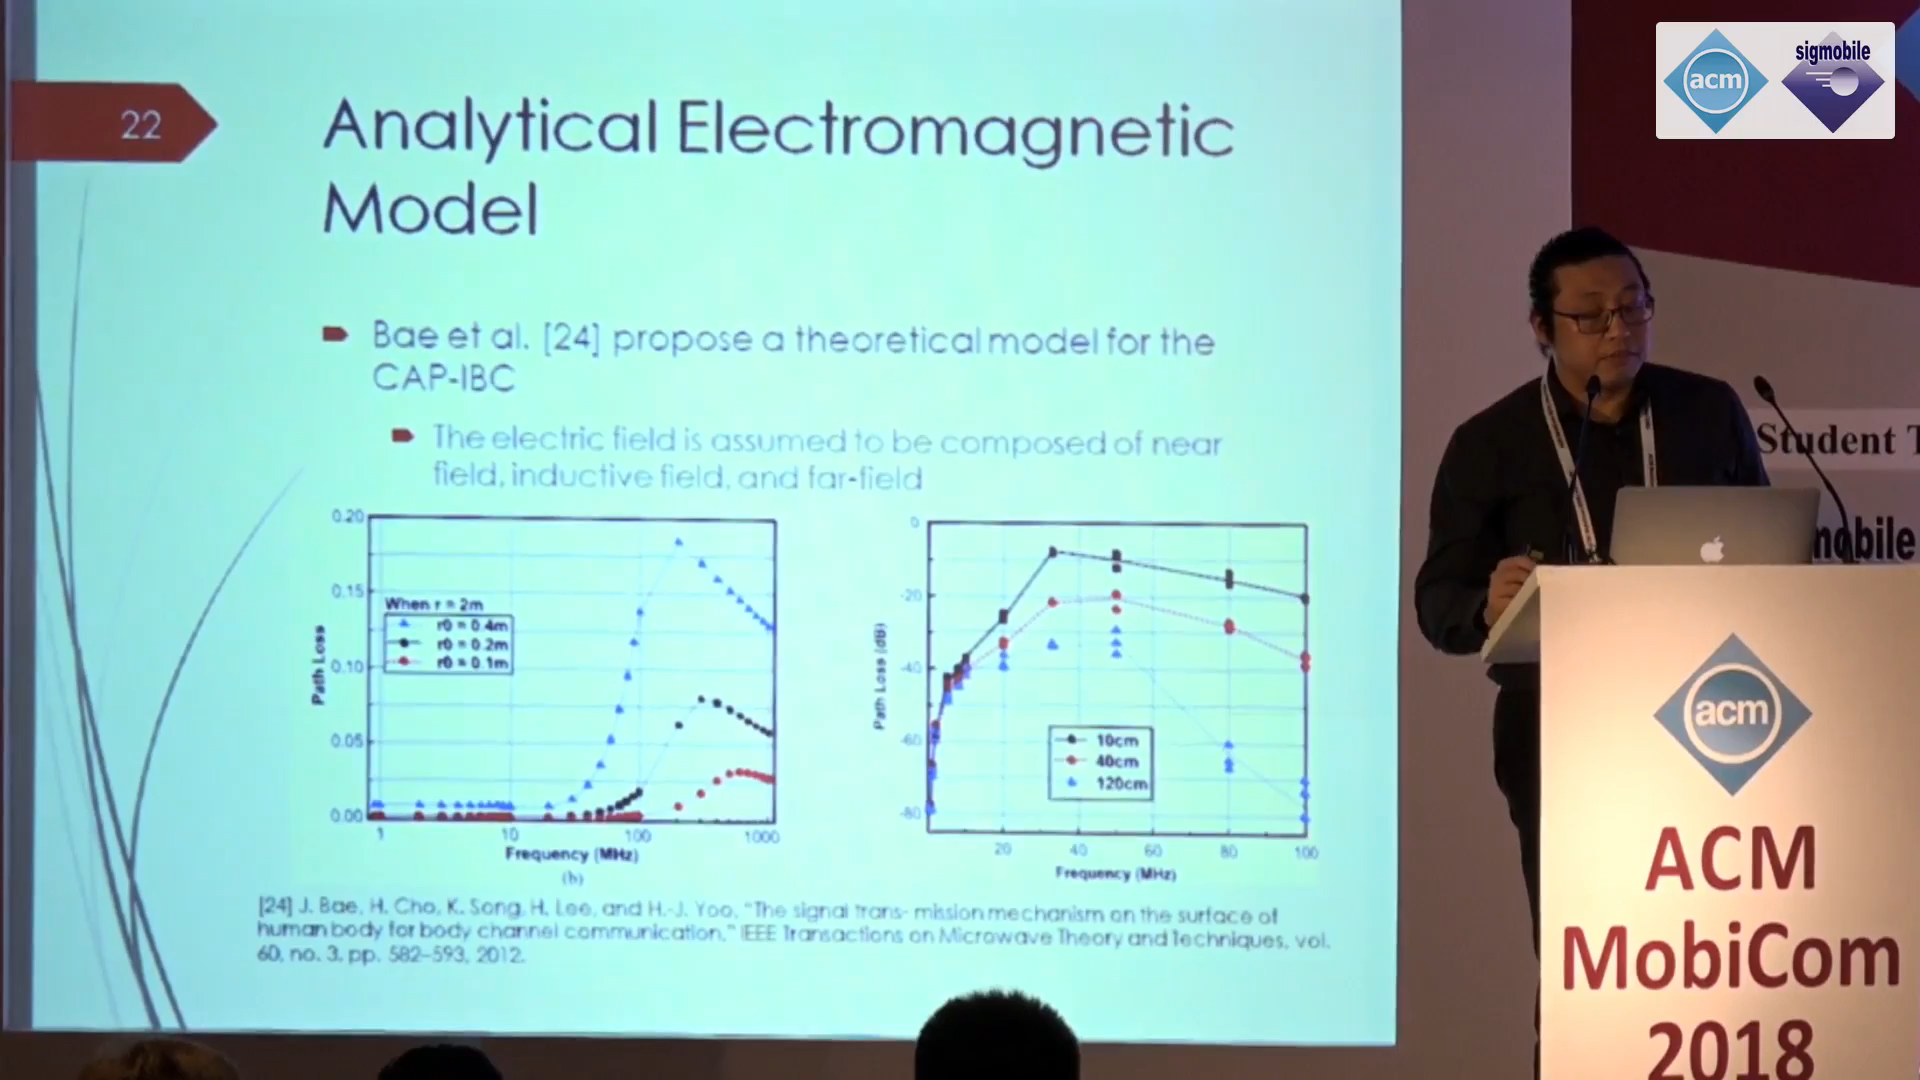 22
Analytical Electromagnetic
Model
Bae et al. [24] propose a theoretical model for the
CAP-IBC
The electric field is assumed to be composed of near
field, inductive field, and far-field
0.20
0.15
0.10
0.05
0.00
Path Loss
When r = 2m
r0 = 0.4m
r0 = 0.2m
r0 = 0.1m
1 10 100 1000
Frequency (MHz)
(b)
0
-20
-40
-60
-80
Path Loss (dB)
10cm
40cm
120cm
20 40 60 80 100
Frequency (MHz)
[24] J. Bae, H. Cho, K. Song, H. Lee, and H.-J. Yoo, "The signal trans- mission mechanism on the surface of
human body for body channel communication," IEEE Transactions on Microwave Theory and Techniques, vol.
60, no. 3, pp. 582–593, 2012.
acm
sigmobile
Student T
mobile
acm
ACM
MobiCom
2018